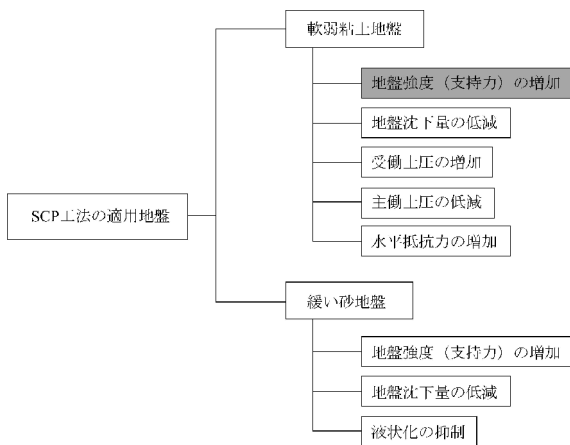 軟弱粘土地盤
地盤強度（支持力）の増加
地盤沈下量の低減
受働土圧の増加
主働土圧の低減
水平抵抗力の増加
SCP工法の適用地盤
緩い砂地盤
地盤強度（支持力）の増加
地盤沈下量の低減
液状化の抑制